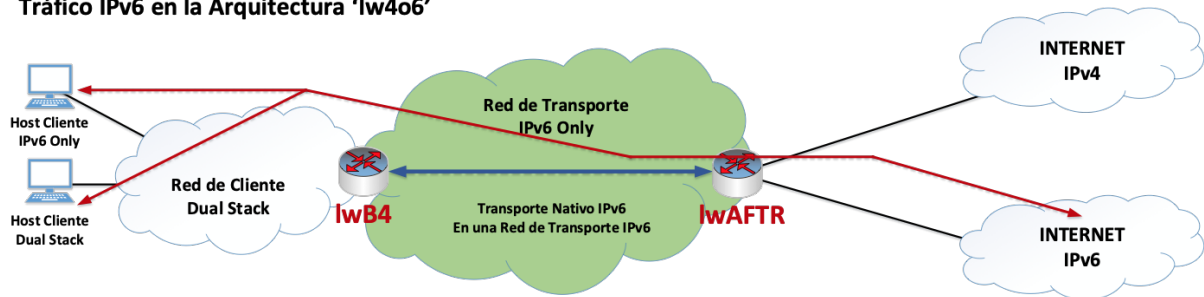 Tráfico IPv6 en la Arquitectura ‘lw4o6’
INTERNET
IPv4
Host Cliente
IPv6 Only
Red de Transporte
IPv6 Only
Red de Cliente
Dual Stack
Host Cliente
Dual Stack
lwB4
Transporte Nativo IPv6
En una Red de Transporte IPv6
lwAFTR
INTERNET
IPv6